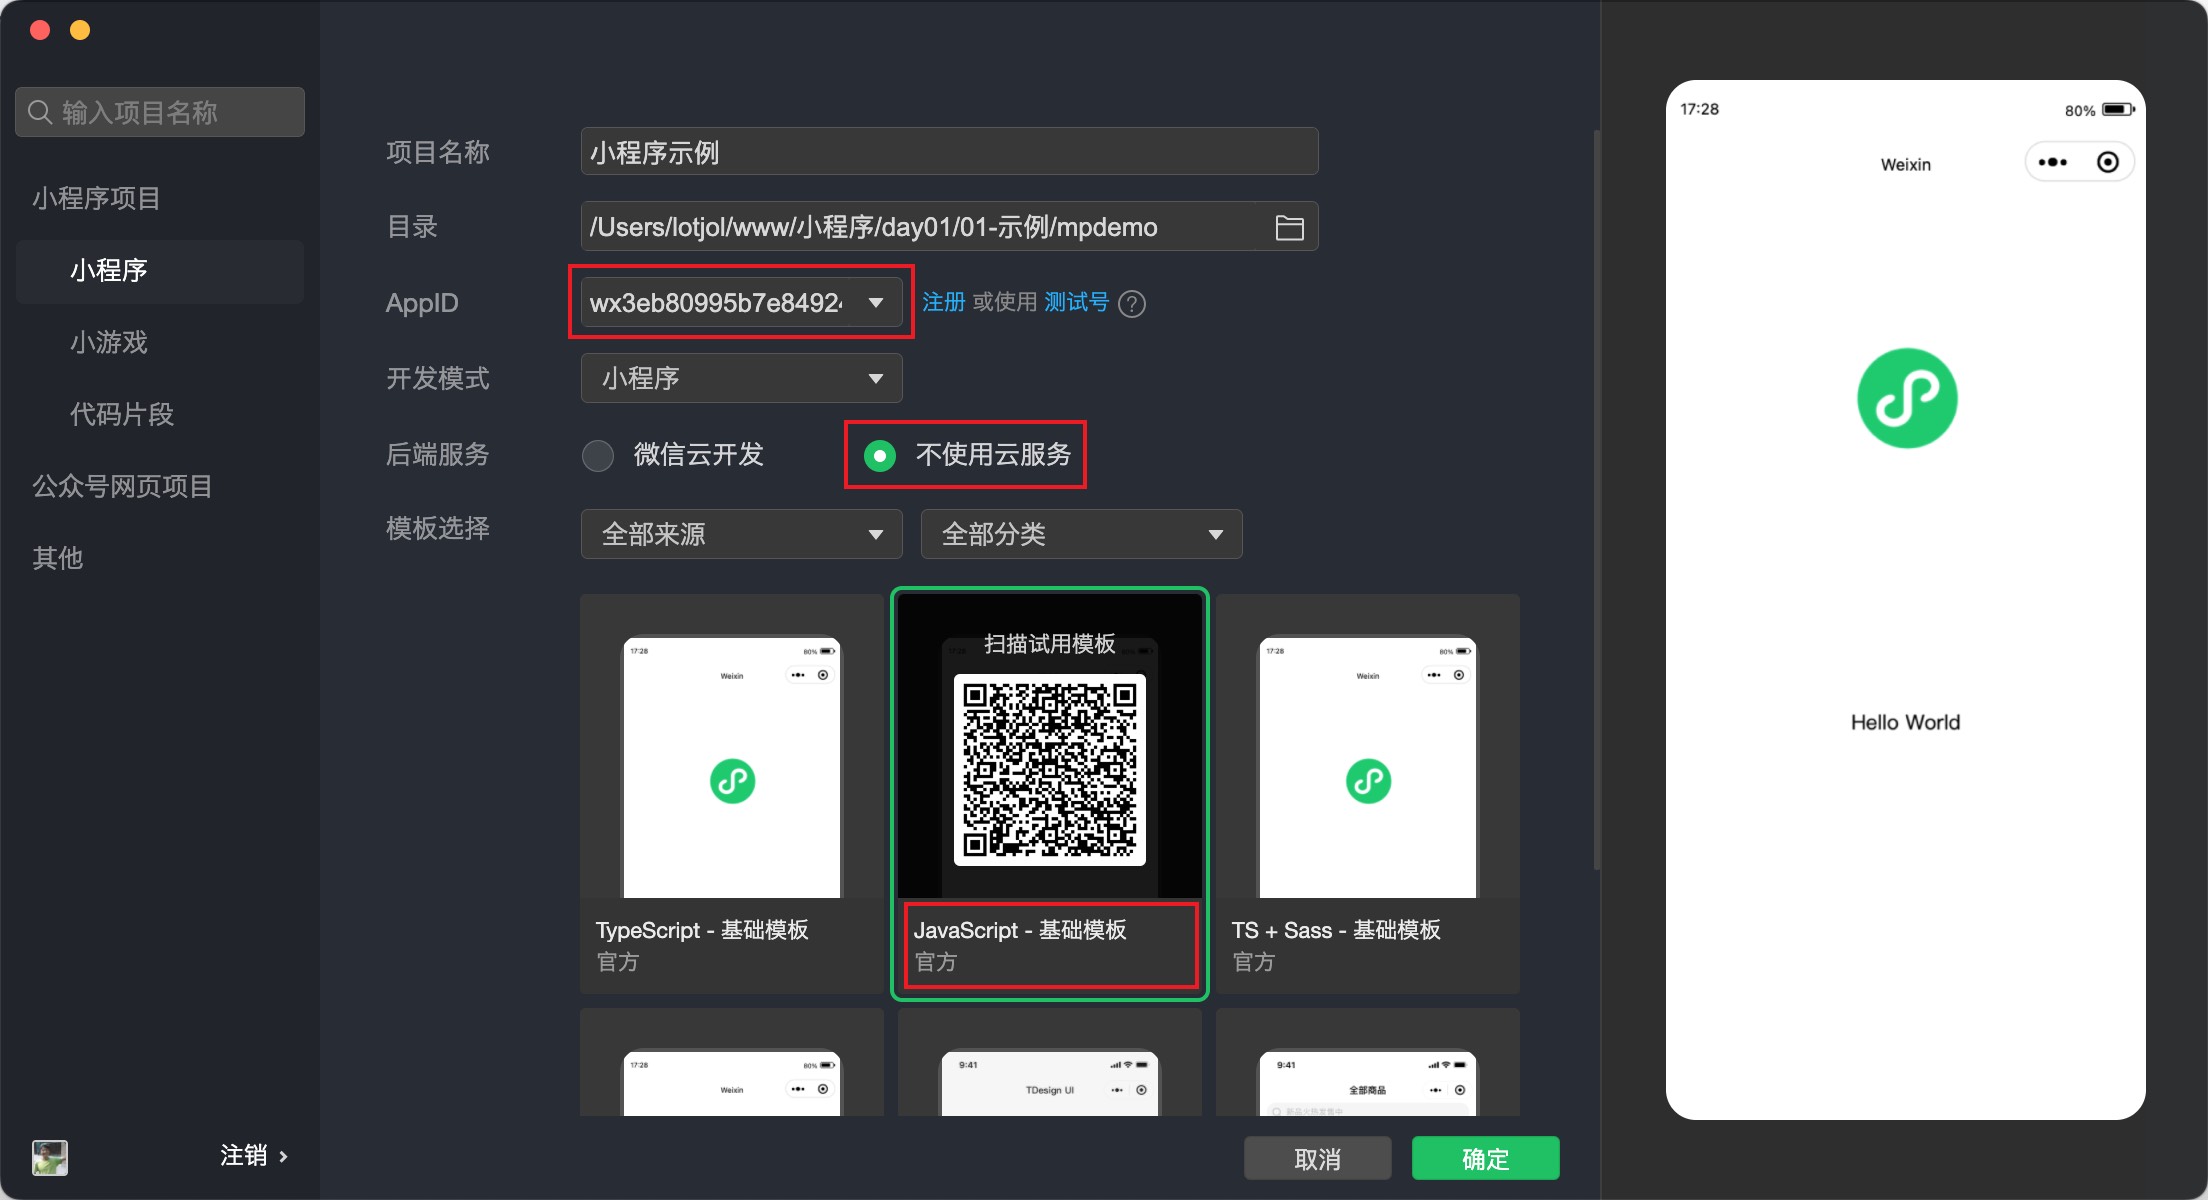 输入项目名称
小程序项目
小程序
小游戏
代码片段
公众号网页项目
其他
注销
项目名称
小程序示例
目录
/Users/lotjol/www/小程序/day01/01-示例/mpdemo
AppID
wx3eb80995b7e8492
注册 或使用 测试号 ?
开发模式
小程序
后端服务
微信云开发
不使用云服务
模板选择
全部来源
全部分类
17:28
80%
Weixin
TypeScript - 基础模板
官方
扫描试用模板
JavaScript - 基础模板
官方
17:28
80%
Weixin
TS + Sass - 基础模板
官方
17:28
80%
Weixin
9:41
TDesign UI
9:41
全部商品
新品火热发售中
取消
确定
17:28
80%
Weixin
Hello World